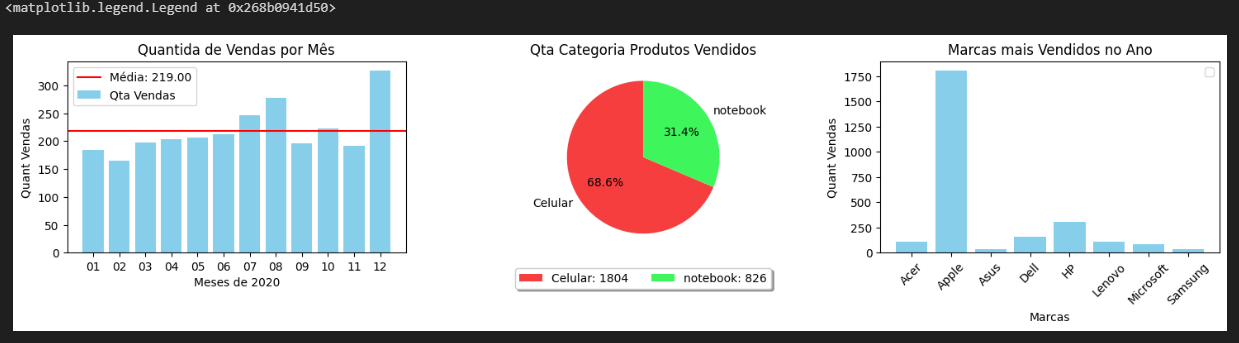 <matplotlib.legend.Legend at 0x268b0941d50>
Quantida de Vendas por Mês
Média: 219.00
Qta Vendas
Quant Vendas
300
250
200
150
100
50
0
01 02 03 04 05 06 07 08 09 10 11 12
Meses de 2020
Qta Categoria Produtos Vendidos
notebook
31.4%
68.6%
Celular
Celular: 1804 notebook: 826
Marcas mais Vendidos no Ano
Quant Vendas
1750
1500
1250
1000
750
500
250
0
Acer Apple Asus Dell HP Lenovo Microsoft Samsung
Marcas